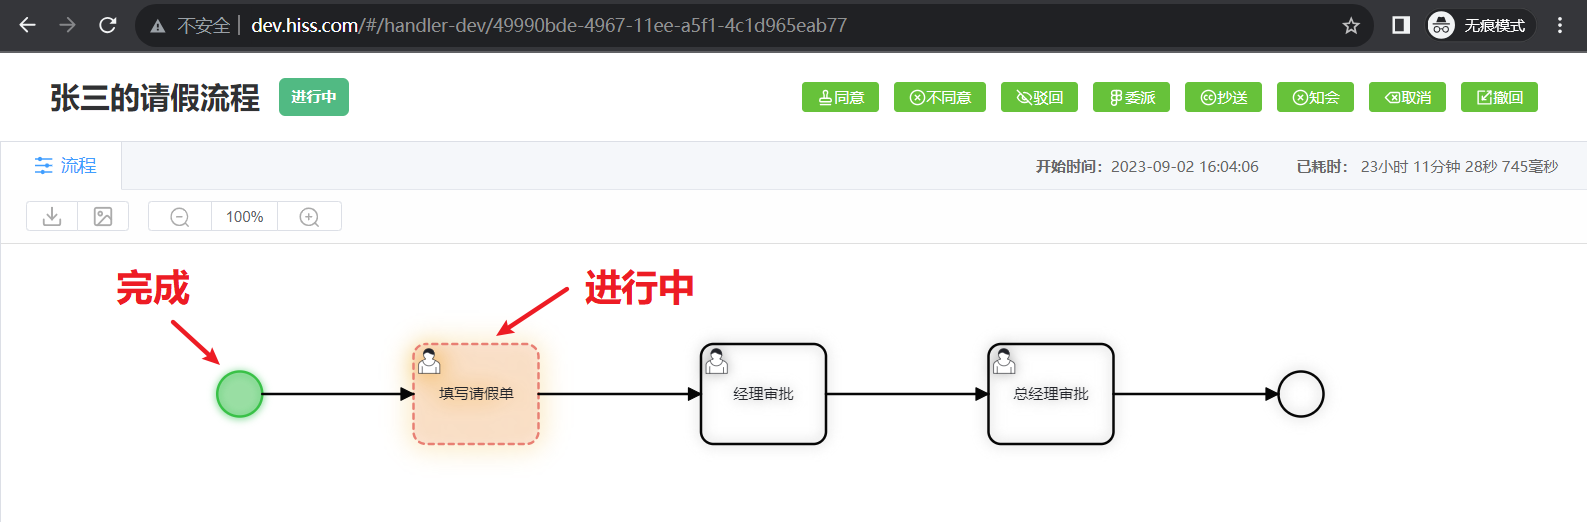 不安全 dev.hiss.com/#/handler-dev/49990bde-4967-11ee-a5f1-4c1d965eab77 无痕模式
张三的请假流程 进行中 同意 不同意 驳回 委派 cc抄送 知会 取消 撤回
流程 开始时间：2023-09-02 16:04:06 已耗时： 23小时 11分钟 28秒 745毫秒
100%
完成 进行中
填写请假单 经理审批 总经理审批